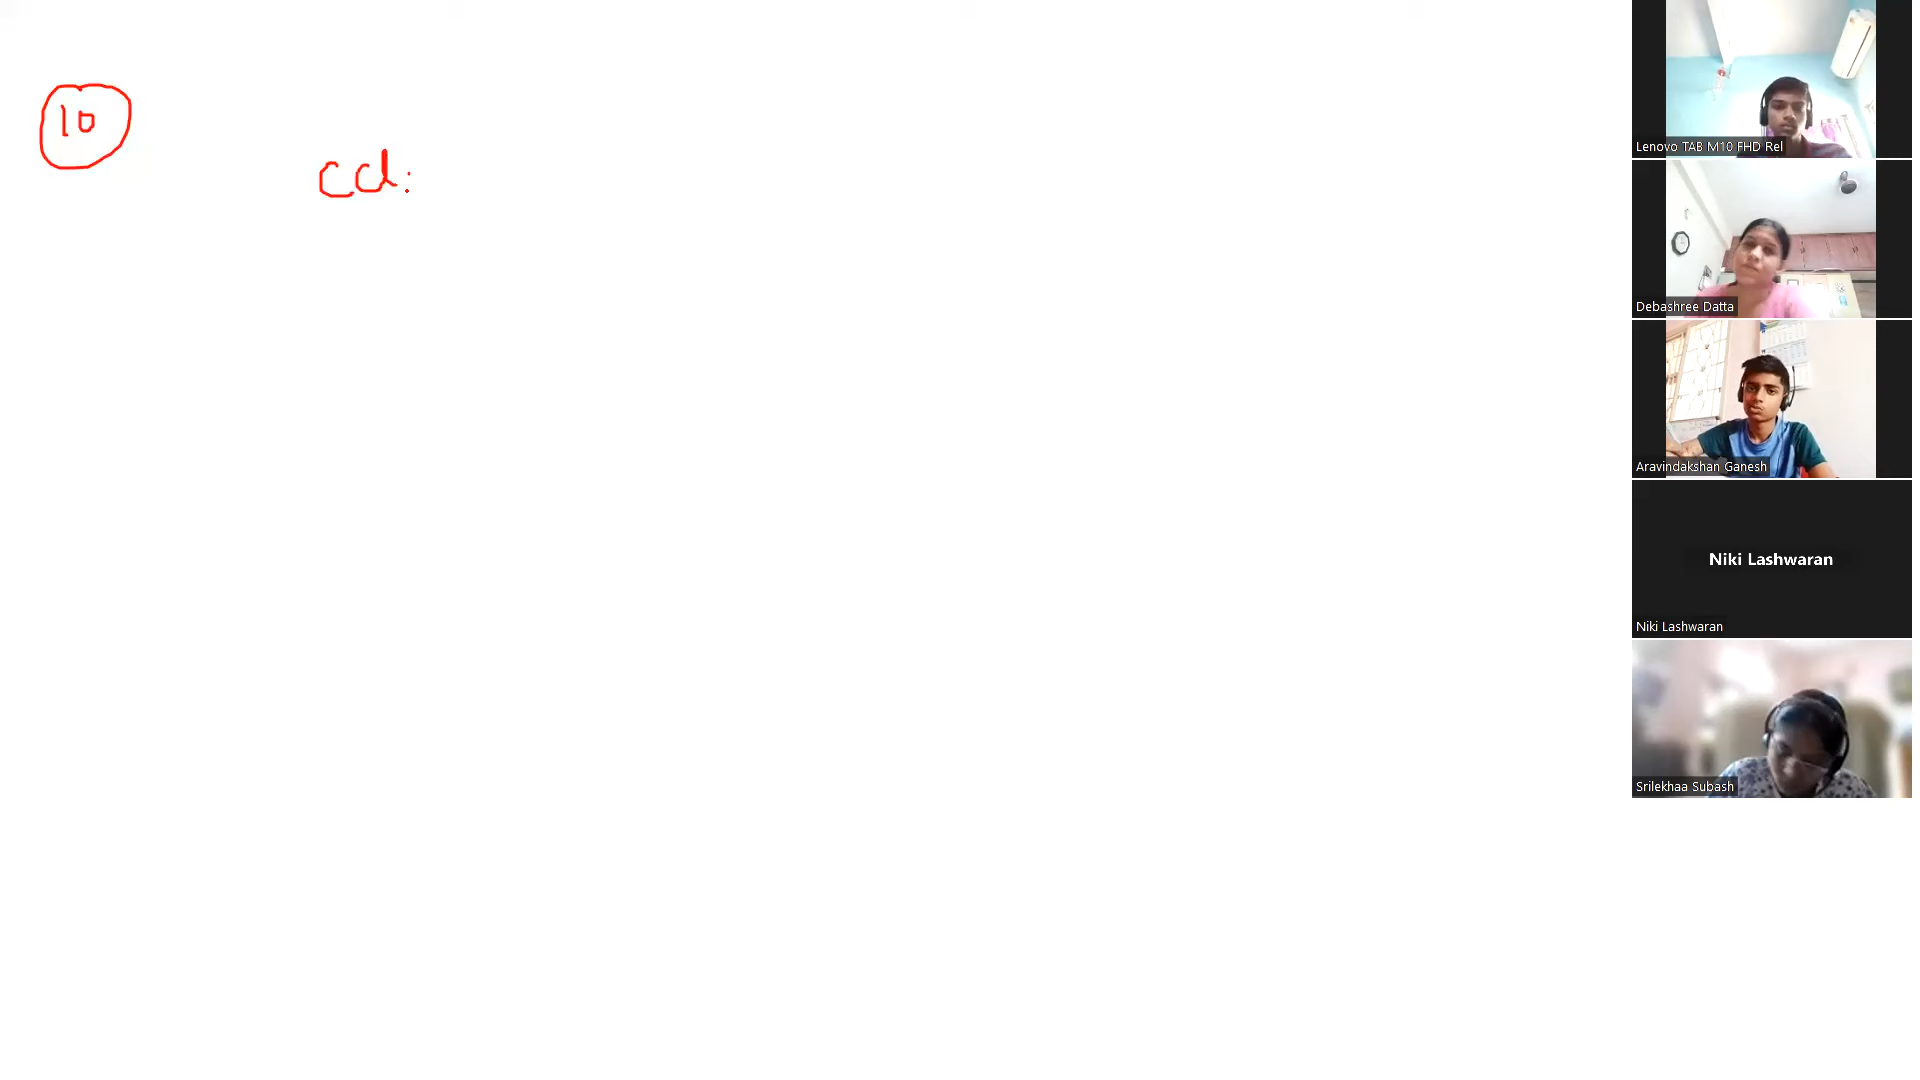 10
cd:
Lenovo TAB M10 FHD Rel
Debashree Datta
Aravindakshan Ganesh
Niki Lashwaran
Niki Lashwaran
Srilekhaa Subash